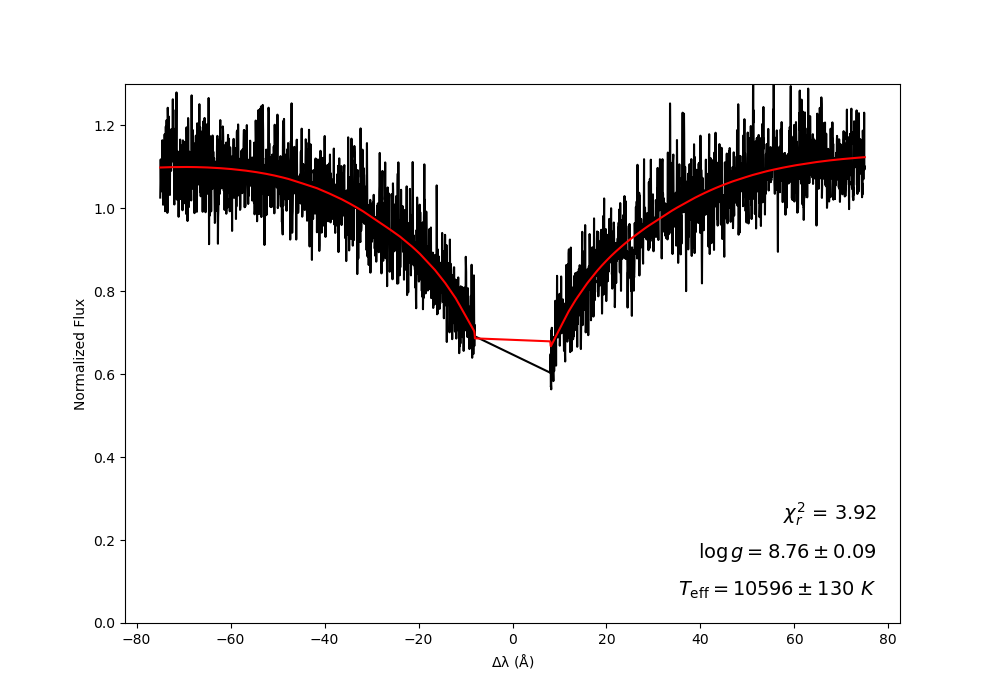 1.2
1.0
0.8
0.6
0.4
0.2
0.0
Normalized Flux
χ²ᵣ = 3.92
log g = 8.76 ± 0.09
T_eff = 10596 ± 130 K
−80 −60 −40 −20 0 20 40 60 80
Δλ (Å)